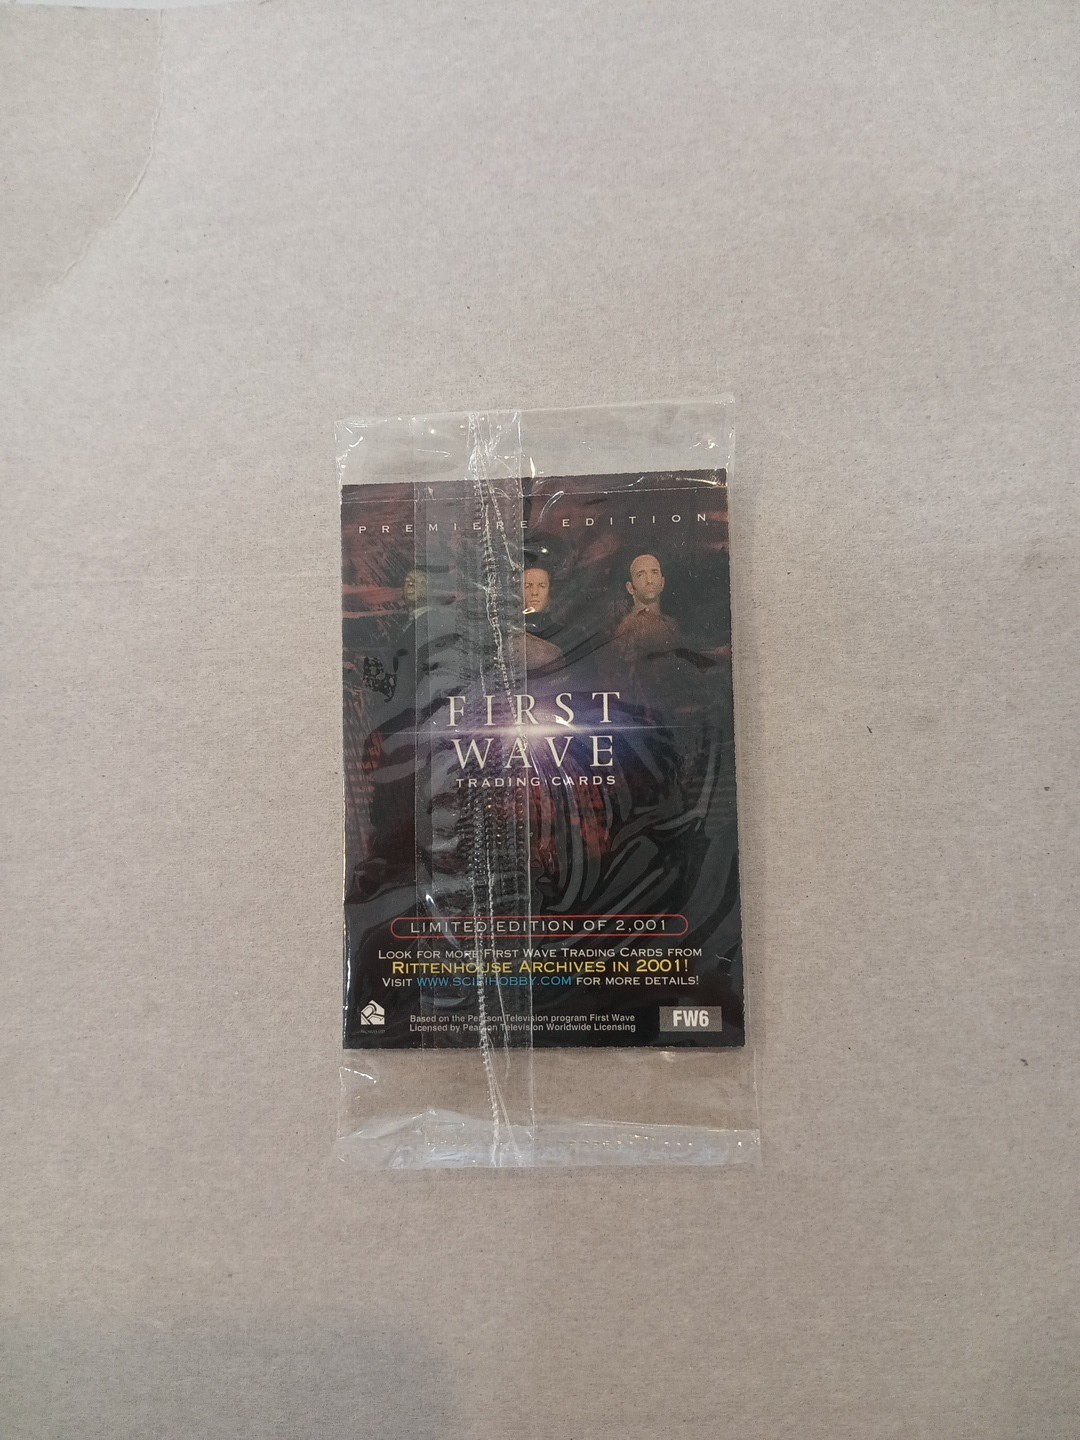 PREMIERE EDITION
FIRST
WAVE
TRADING CARDS
LIMITED EDITION OF 2,001
LOOK FOR MORE FIRST WAVE TRADING CARDS FROM
RITTENHOUSE ARCHIVES IN 2001!
VISIT WWW.SCIFIHOBBY.COM FOR MORE DETAILS!
Based on the Pearson Television program First Wave
Licensed by Pearson Television Worldwide Licensing
FW6